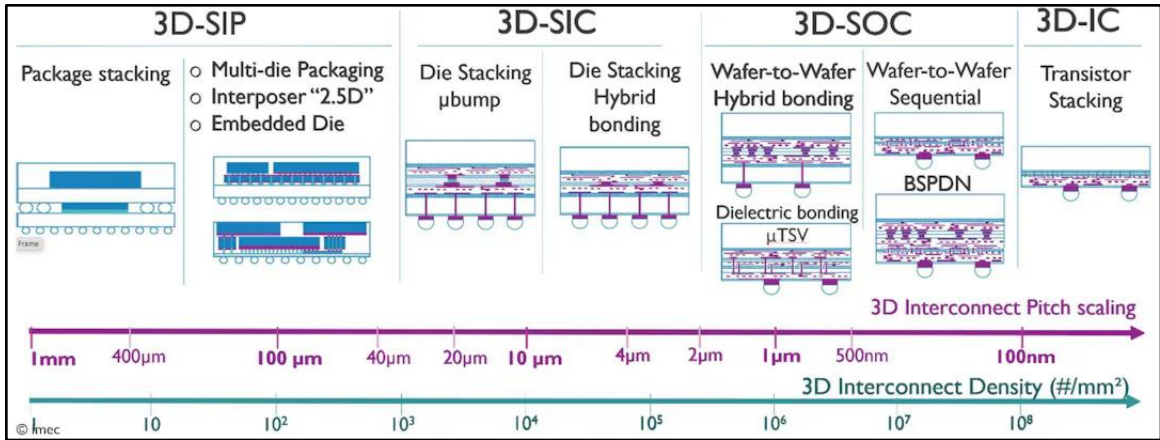 3D-SIP
3D-SIC
3D-SOC
3D-IC
Package stacking
o Multi-die Packaging
o Interposer “2.5D”
o Embedded Die
Die Stacking
µbump
Die Stacking
Hybrid
bonding
Wafer-to-Wafer
Hybrid bonding
Wafer-to-Wafer
Sequential
Transistor
Stacking
BSPDN
Dielectric bonding
µTSV
Frame
3D Interconnect Pitch scaling
1mm 400µm 100 µm 40µm 20µm 10 µm 4µm 2µm 1µm 500nm 100nm
3D Interconnect Density (#/mm²)
1 10 10² 10³ 10⁴ 10⁵ 10⁶ 10⁷ 10⁸
© imec